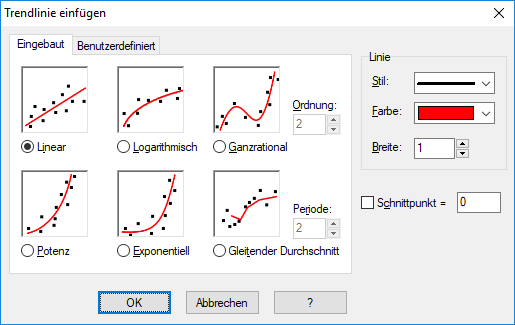 Trendlinie einfügen
Eingebaut
Benutzerdefiniert
Linear
Logarithmisch
Ganzrational
Ordnung:
2
Potenz
Exponentiell
Gleitender Durchschnitt
Periode:
2
Linie
Stil:
Farbe:
Breite:
1
Schnittpunkt =
0
OK
Abbrechen
?